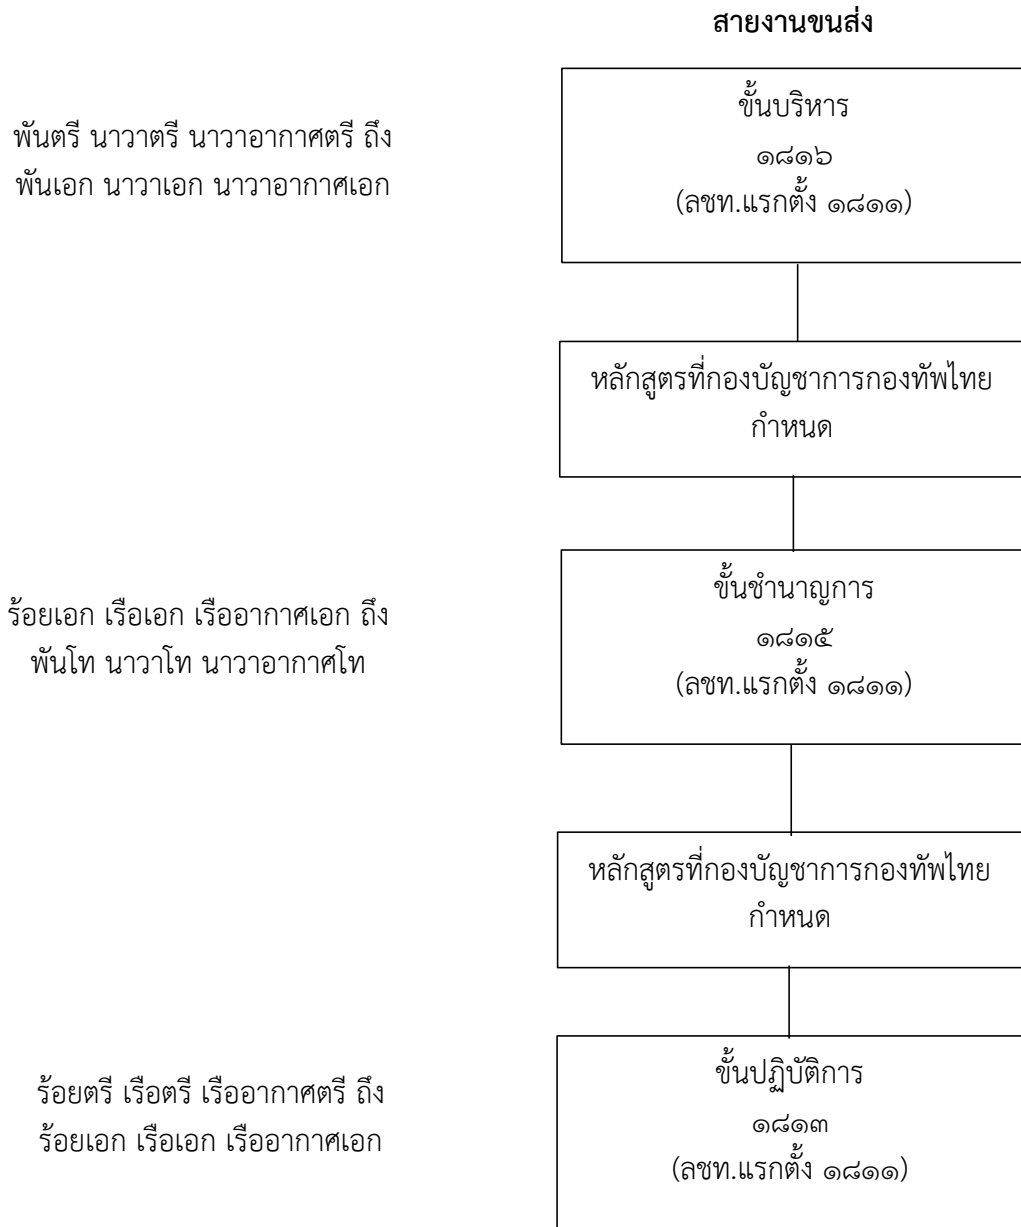 สายงานขนส่ง
ขั้นบริหาร
๑๘๑๖
(ลชท.แรกตั้ง ๑๘๑๑)
พันตรี นาวาตรี นาวาอากาศตรี ถึง
พันเอก นาวาเอก นาวาอากาศเอก
หลักสูตรที่กองบัญชาการกองทัพไทย
กำหนด
ขั้นชำนาญการ
๑๘๑๕
(ลชท.แรกตั้ง ๑๘๑๑)
ร้อยเอก เรือเอก เรืออากาศเอก ถึง
พันโท นาวาโท นาวาอากาศโท
หลักสูตรที่กองบัญชาการกองทัพไทย
กำหนด
ขั้นปฏิบัติการ
๑๘๑๓
(ลชท.แรกตั้ง ๑๘๑๑)
ร้อยตรี เรือตรี เรืออากาศตรี ถึง
ร้อยเอก เรือเอก เรืออากาศเอก